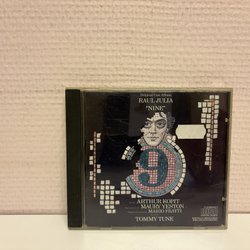 Original Cast Album
RAUL JULIA
"NINE"
9
ARTHUR KOPIT
MAURY YESTON
MARIO FRATTI
TOMMY TUNE